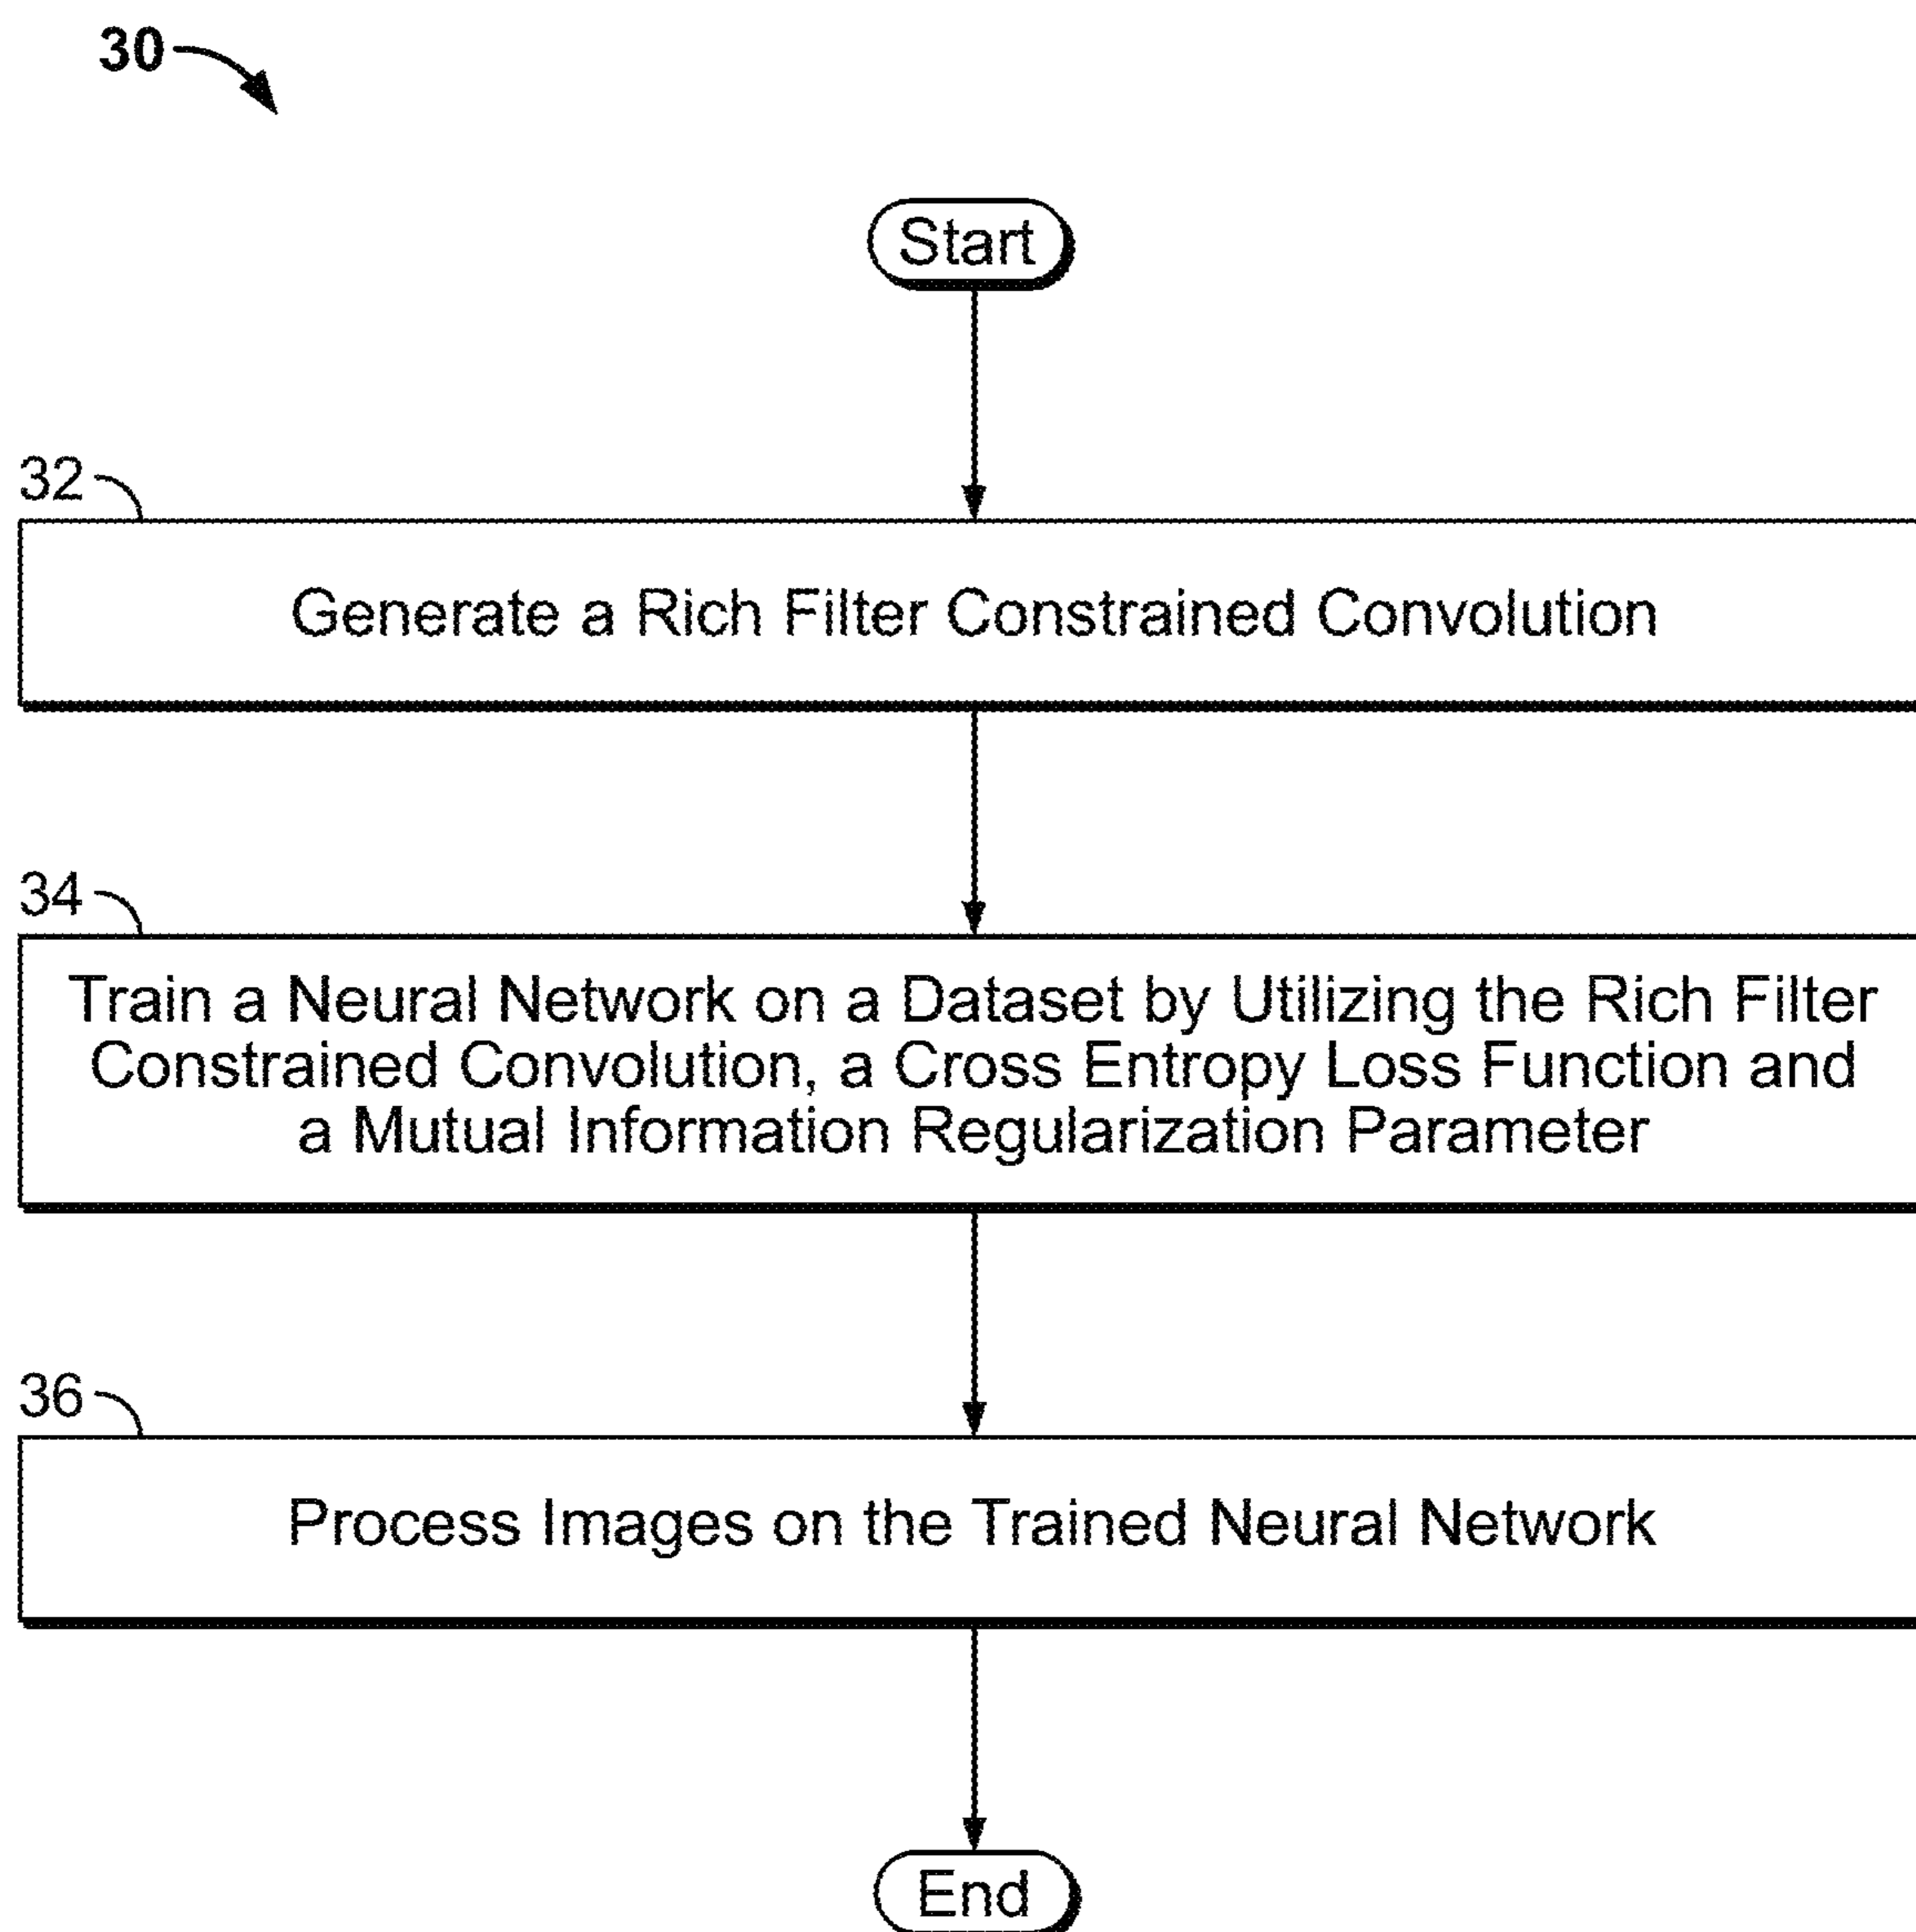 30
Start
32
Generate a Rich Filter Constrained Convolution
34
Train a Neural Network on a Dataset by Utilizing the Rich Filter
Constrained Convolution, a Cross Entropy Loss Function and
a Mutual Information Regularization Parameter
36
Process Images on the Trained Neural Network
End